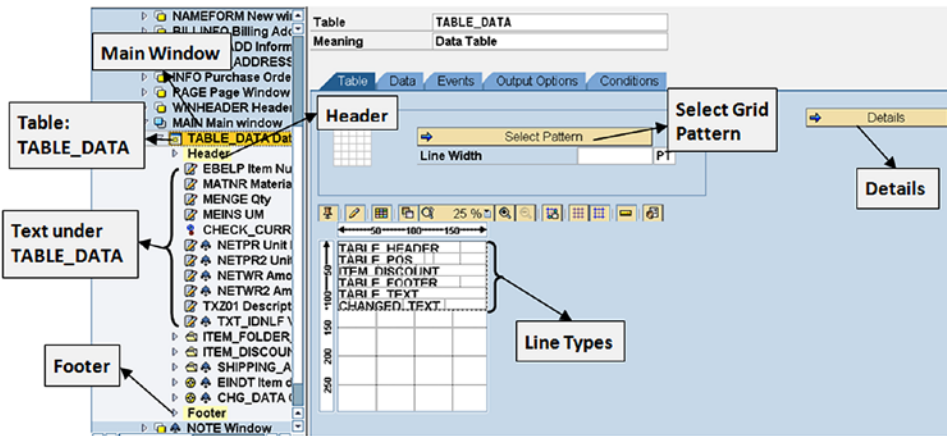 NAMEFORM New wi
BILLINFO Billing Add
ADD Inform
ADDRESS
INFO Purchase Orde
PAGE Page Window
WINHEADER Header
MAIN Main window
TABLE_DATA Dat
Header
EBELP Item Nu
MATNR Materia
MENGE Qty
MEINS UM
CHECK_CURR
NETPR Unit
NETPR2 Unit
NETWR Amo
NETWR2 Am
TXZ01 Descript
TXT_IDNLF
ITEM_FOLDER
ITEM_DISCOUN
SHIPPING_A
EINDT Item d
CHG_DATA
Footer
NOTE Window
Main Window
Table:
TABLE_DATA
Text under
TABLE_DATA
Footer
Header
Table TABLE_DATA
Meaning Data Table
Table Data Events Output Options Conditions
Select Pattern
Line Width PT
Select Grid
Pattern
Details
Details
25 %
50 100 150
TABLE_HEADER
TABLE_POS
ITEM_DISCOUNT
TABLE_FOOTER
TABLE_TEXT
CHANGED_TEXT
50
100
150
200
250
Line Types